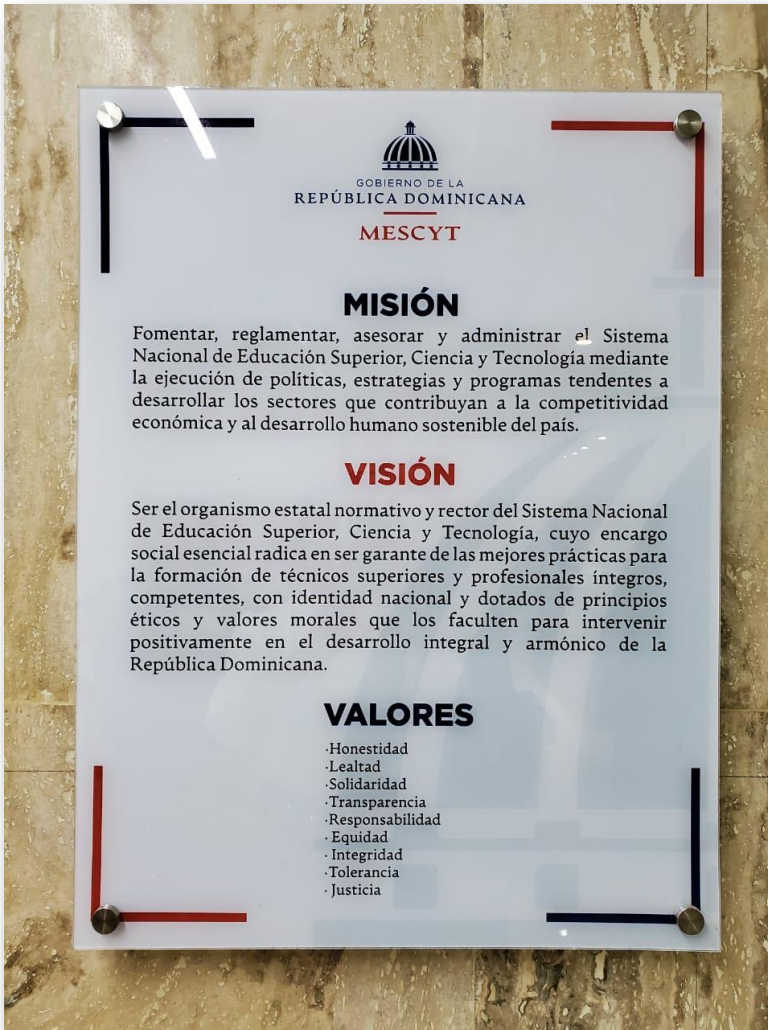 GOBIERNO DE LA
REPÚBLICA DOMINICANA
MESCYT
MISIÓN
Fomentar, reglamentar, asesorar y administrar el Sistema
Nacional de Educación Superior, Ciencia y Tecnología mediante
la ejecución de políticas, estrategias y programas tendentes a
desarrollar los sectores que contribuyan a la competitividad
económica y al desarrollo humano sostenible del país.
VISIÓN
Ser el organismo estatal normativo y rector del Sistema Nacional
de Educación Superior, Ciencia y Tecnología, cuyo encargo
social esencial radica en ser garante de las mejores prácticas para
la formación de técnicos superiores y profesionales íntegros,
competentes, con identidad nacional y dotados de principios
éticos y valores morales que los faculten para intervenir
positivamente en el desarrollo integral y armónico de la
República Dominicana.
VALORES
·Honestidad
·Lealtad
·Solidaridad
·Transparencia
·Responsabilidad
· Equidad
· Integridad
·Tolerancia
· Justicia